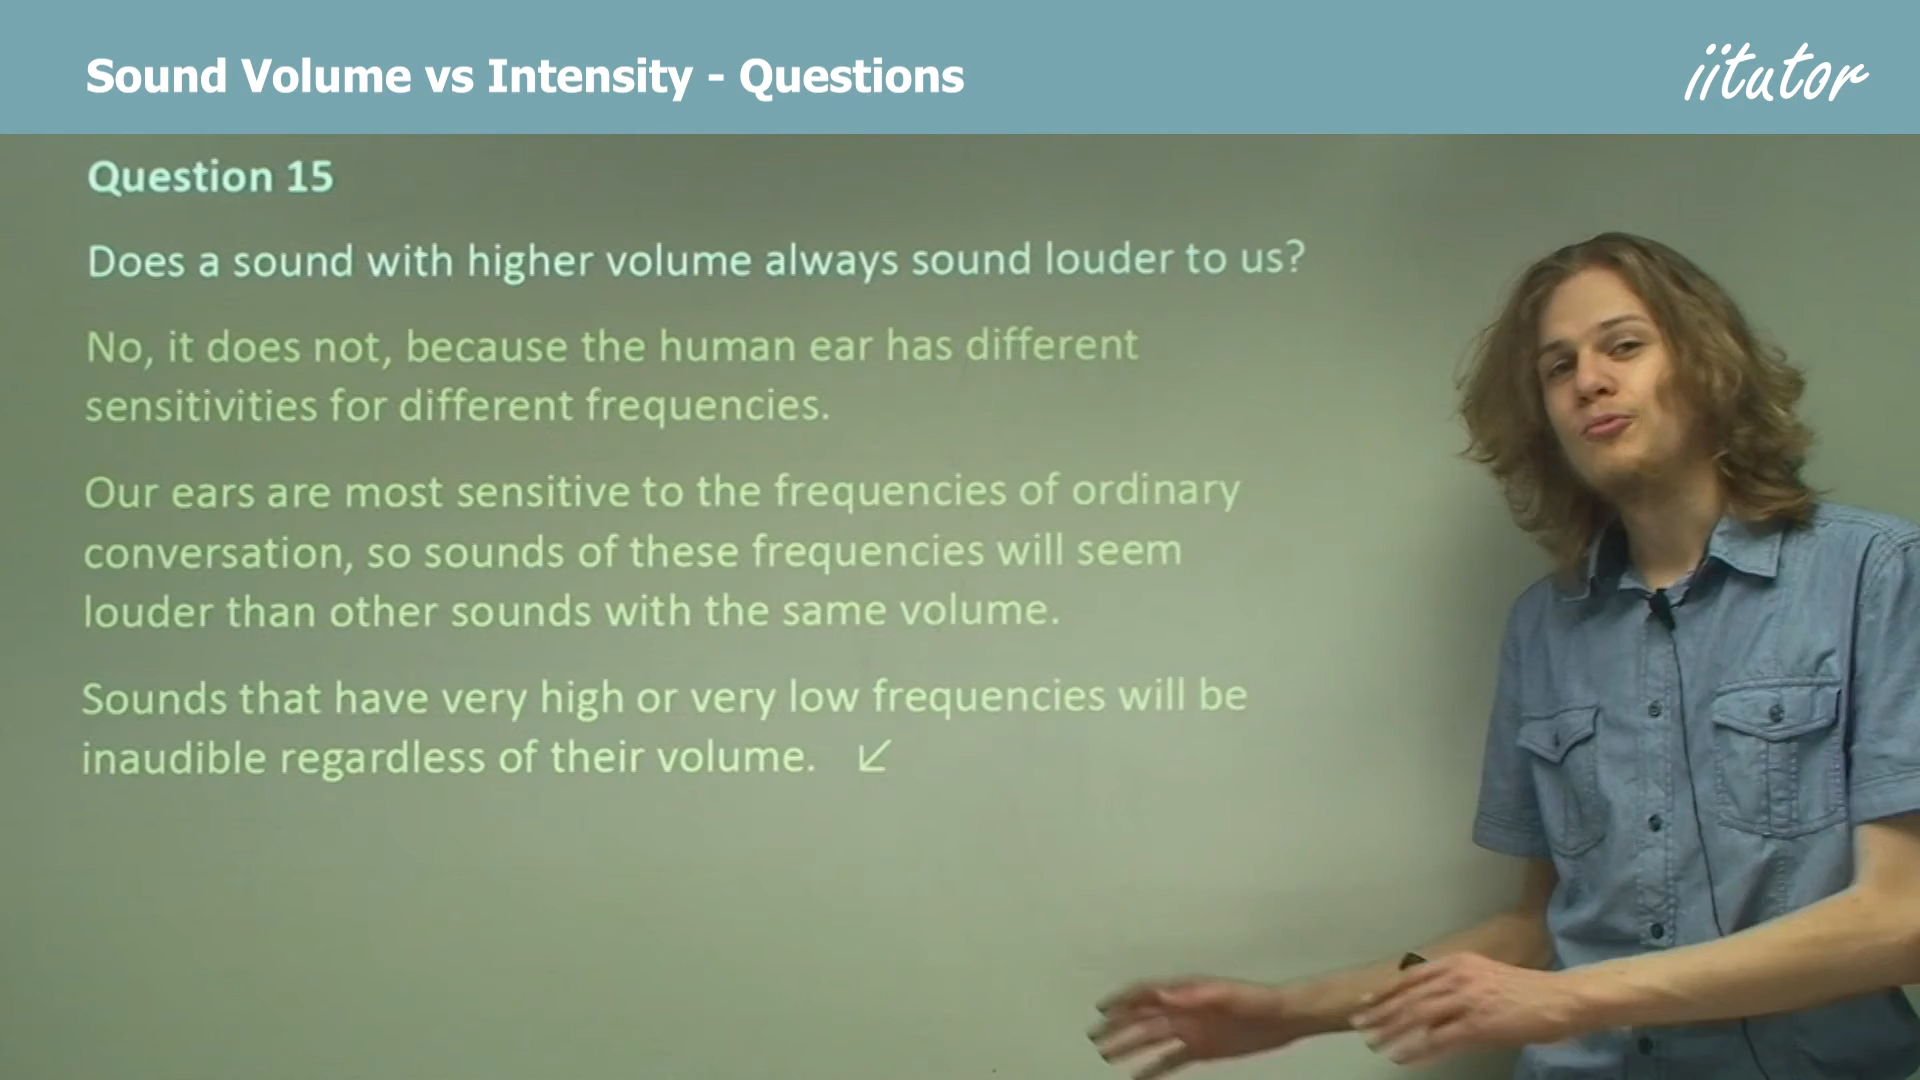 Sound Volume vs Intensity - Questions
iitutor
Question 15
Does a sound with higher volume always sound louder to us?
No, it does not, because the human ear has different
sensitivities for different frequencies.
Our ears are most sensitive to the frequencies of ordinary
conversation, so sounds of these frequencies will seem
louder than other sounds with the same volume.
Sounds that have very high or very low frequencies will be
inaudible regardless of their volume. ↙